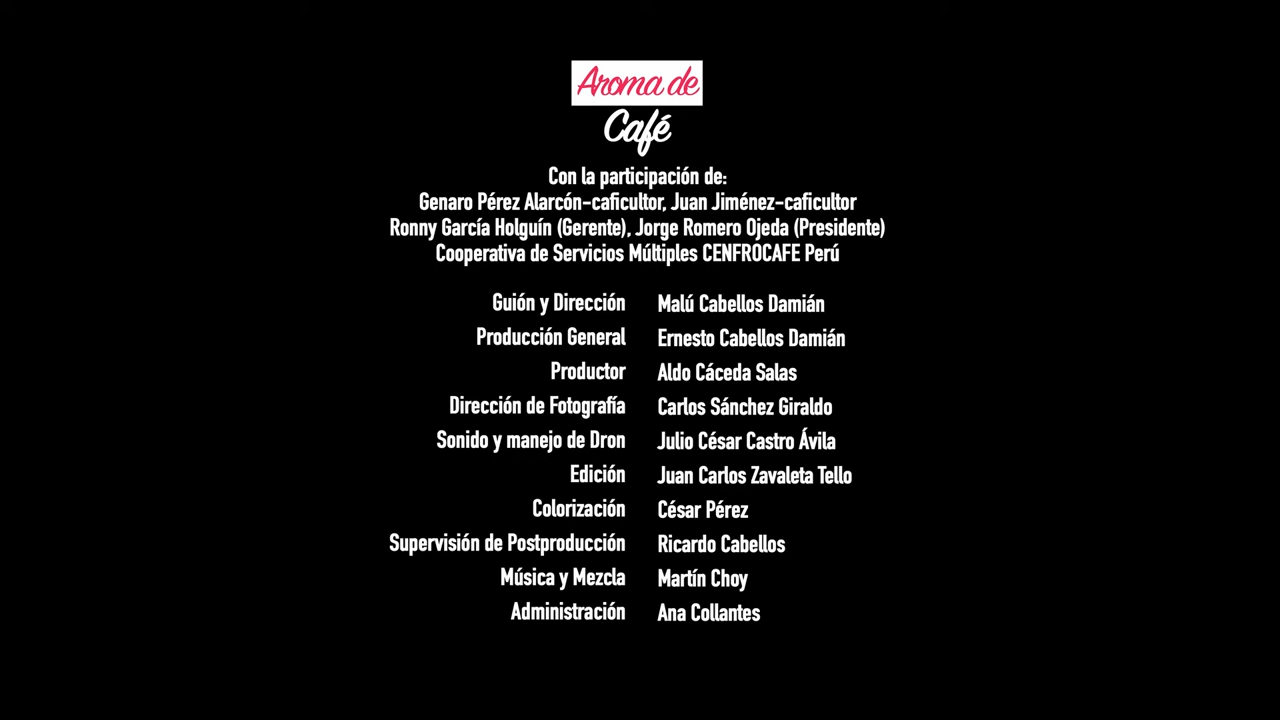 Aroma de
Café
Con la participación de:
Genaro Pérez Alarcón-caficultor, Juan Jiménez-caficultor
Ronny García Holguín (Gerente), Jorge Romero Ojeda (Presidente)
Cooperativa de Servicios Múltiples CENFROCAFE Perú
Guión y Dirección Malú Cabellos Damián
Producción General Ernesto Cabellos Damián
Productor Aldo Cáceda Salas
Dirección de Fotografía Carlos Sánchez Giraldo
Sonido y manejo de Dron Julio César Castro Ávila
Edición Juan Carlos Zavaleta Tello
Colorización César Pérez
Supervisión de Postproducción Ricardo Cabellos
Música y Mezcla Martín Choy
Administración Ana Collantes